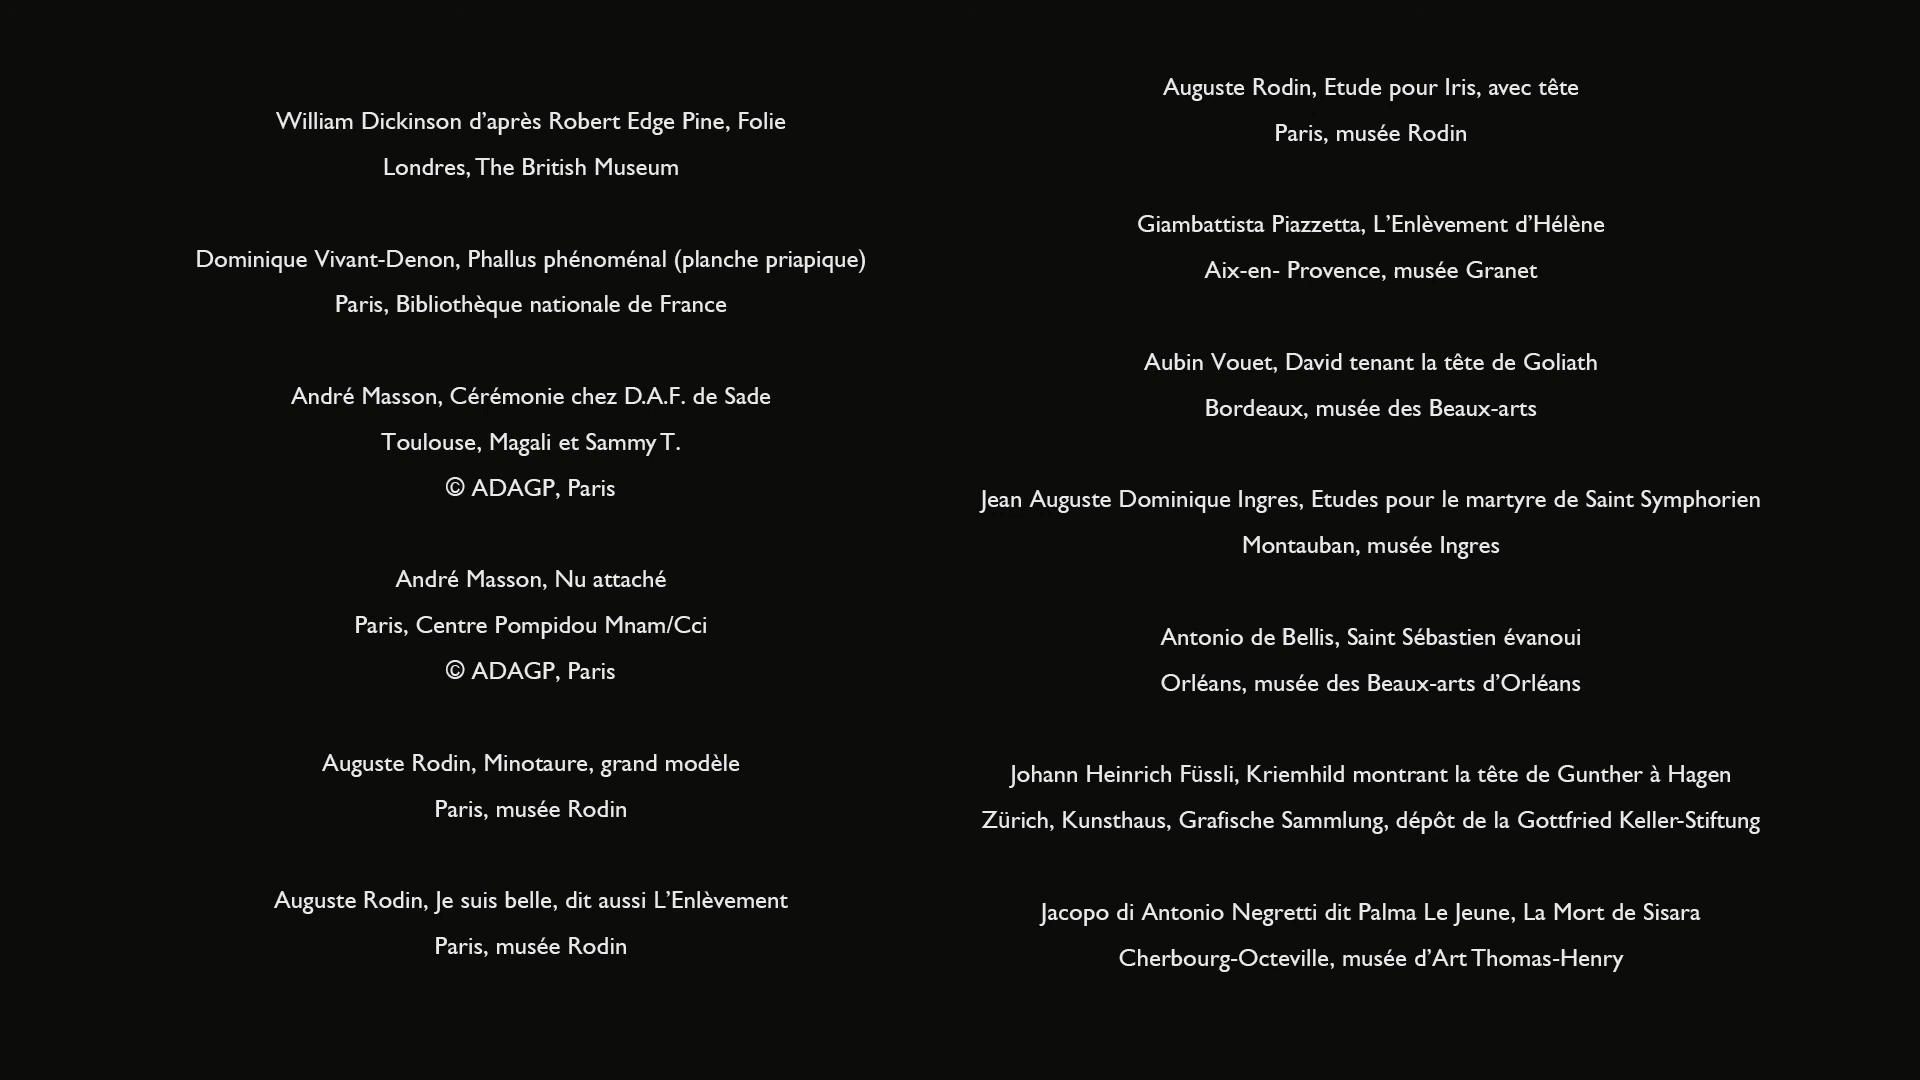 William Dickinson d’après Robert Edge Pine, Folie
Londres, The British Museum
Dominique Vivant-Denon, Phallus phénoménal (planche priapique)
Paris, Bibliothèque nationale de France
André Masson, Cérémonie chez D.A.F. de Sade
Toulouse, Magali et Sammy T.
© ADAGP, Paris
André Masson, Nu attaché
Paris, Centre Pompidou Mnam/Cci
© ADAGP, Paris
Auguste Rodin, Minotaure, grand modèle
Paris, musée Rodin
Auguste Rodin, Je suis belle, dit aussi L’Enlèvement
Paris, musée Rodin
Auguste Rodin, Etude pour Iris, avec tête
Paris, musée Rodin
Giambattista Piazzetta, L’Enlèvement d’Hélène
Aix-en- Provence, musée Granet
Aubin Vouet, David tenant la tête de Goliath
Bordeaux, musée des Beaux-arts
Jean Auguste Dominique Ingres, Etudes pour le martyre de Saint Symphorien
Montauban, musée Ingres
Antonio de Bellis, Saint Sébastien évanoui
Orléans, musée des Beaux-arts d’Orléans
Johann Heinrich Füssli, Kriemhild montrant la tête de Gunther à Hagen
Zürich, Kunsthaus, Grafische Sammlung, dépôt de la Gottfried Keller-Stiftung
Jacopo di Antonio Negretti dit Palma Le Jeune, La Mort de Sisara
Cherbourg-Octeville, musée d’Art Thomas-Henry